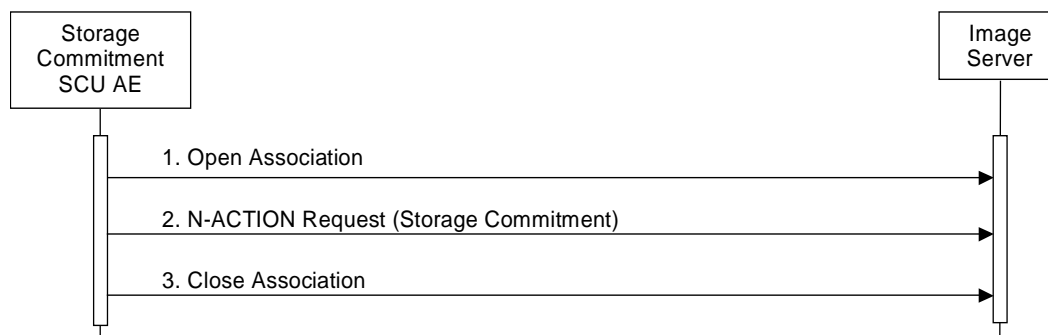 Storage
Commitment
SCU AE
Image
Server
1. Open Association
2. N-ACTION Request (Storage Commitment)
3. Close Association